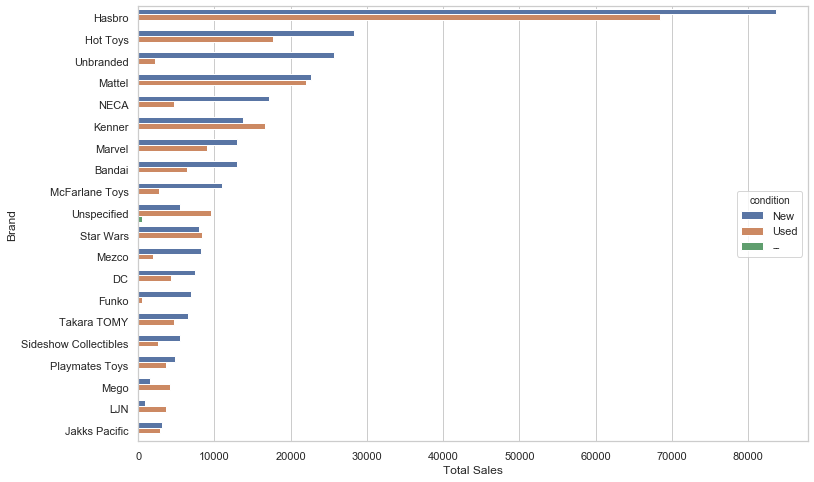 Hasbro
Hot Toys
Unbranded
Mattel
NECA
Kenner
Marvel
Bandai
McFarlane Toys
Unspecified
Star Wars
Mezco
DC
Funko
Takara TOMY
Sideshow Collectibles
Playmates Toys
Mego
LJN
Jakks Pacific
Brand
condition
New
Used
–
0 10000 20000 30000 40000 50000 60000 70000 80000
Total Sales